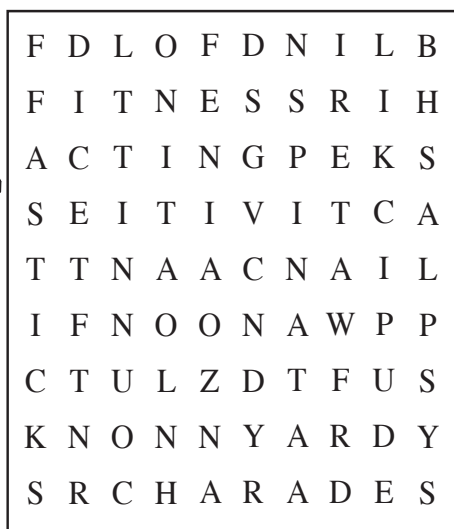 F D L O F D N I L B
F I T N E S S R I H
A C T I N G P E K S
S E I T I V I T C A
T T N A A C N A I L
I F N O O N A W P P
C T U L Z D T F U S
K N O N N Y A R D Y
S R C H A R A D E S